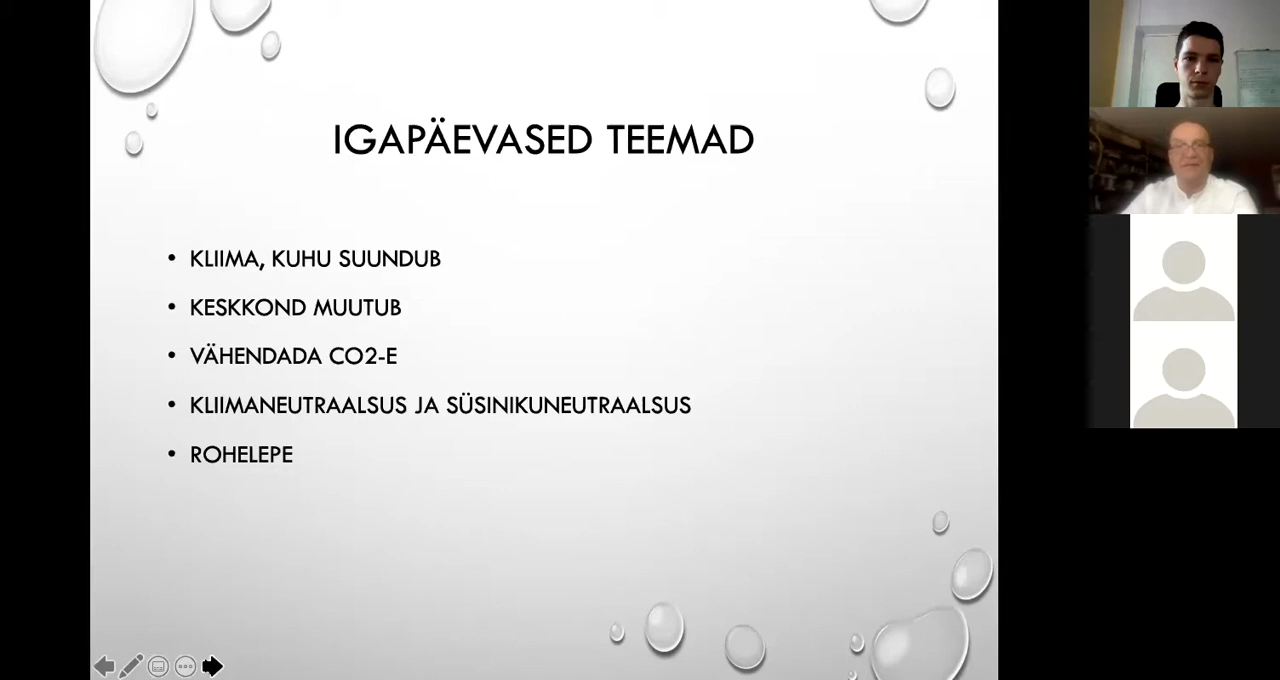 IGAPÄEVASED TEEMAD
• KLIIMA, KUHU SUUNDUB
• KESKKOND MUUTUB
• VÄHENDADA CO2-E
• KLIIMANEUTRAALSUS JA SÜSINIKUNEUTRAALSUS
• ROHELEPE